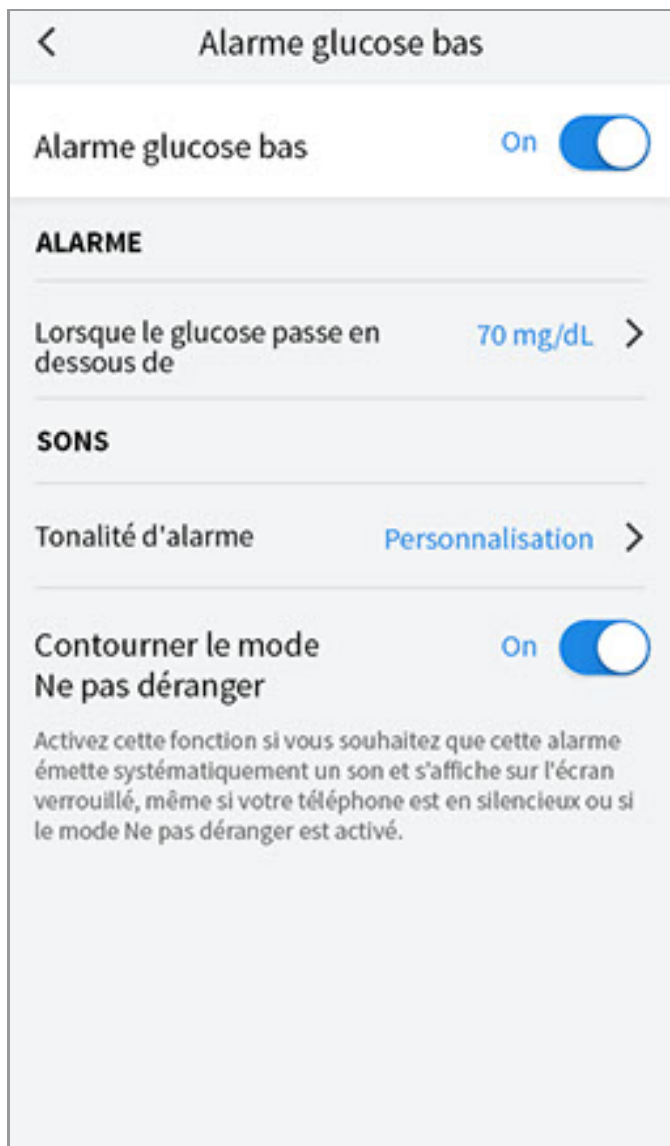 Alarme glucose bas
Alarme glucose bas On
ALARME
Lorsque le glucose passe en
dessous de
70 mg/dL
SONS
Tonalité d'alarme Personnalisation
Contourner le mode
Ne pas déranger
On
Activez cette fonction si vous souhaitez que cette alarme
émette systématiquement un son et s'affiche sur l'écran
verrouillé, même si votre téléphone est en silencieux ou si
le mode Ne pas déranger est activé.